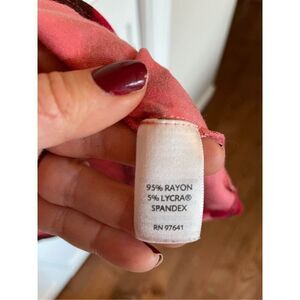 95% RAYON
5% LYCRA®
SPANDEX
RN 97641